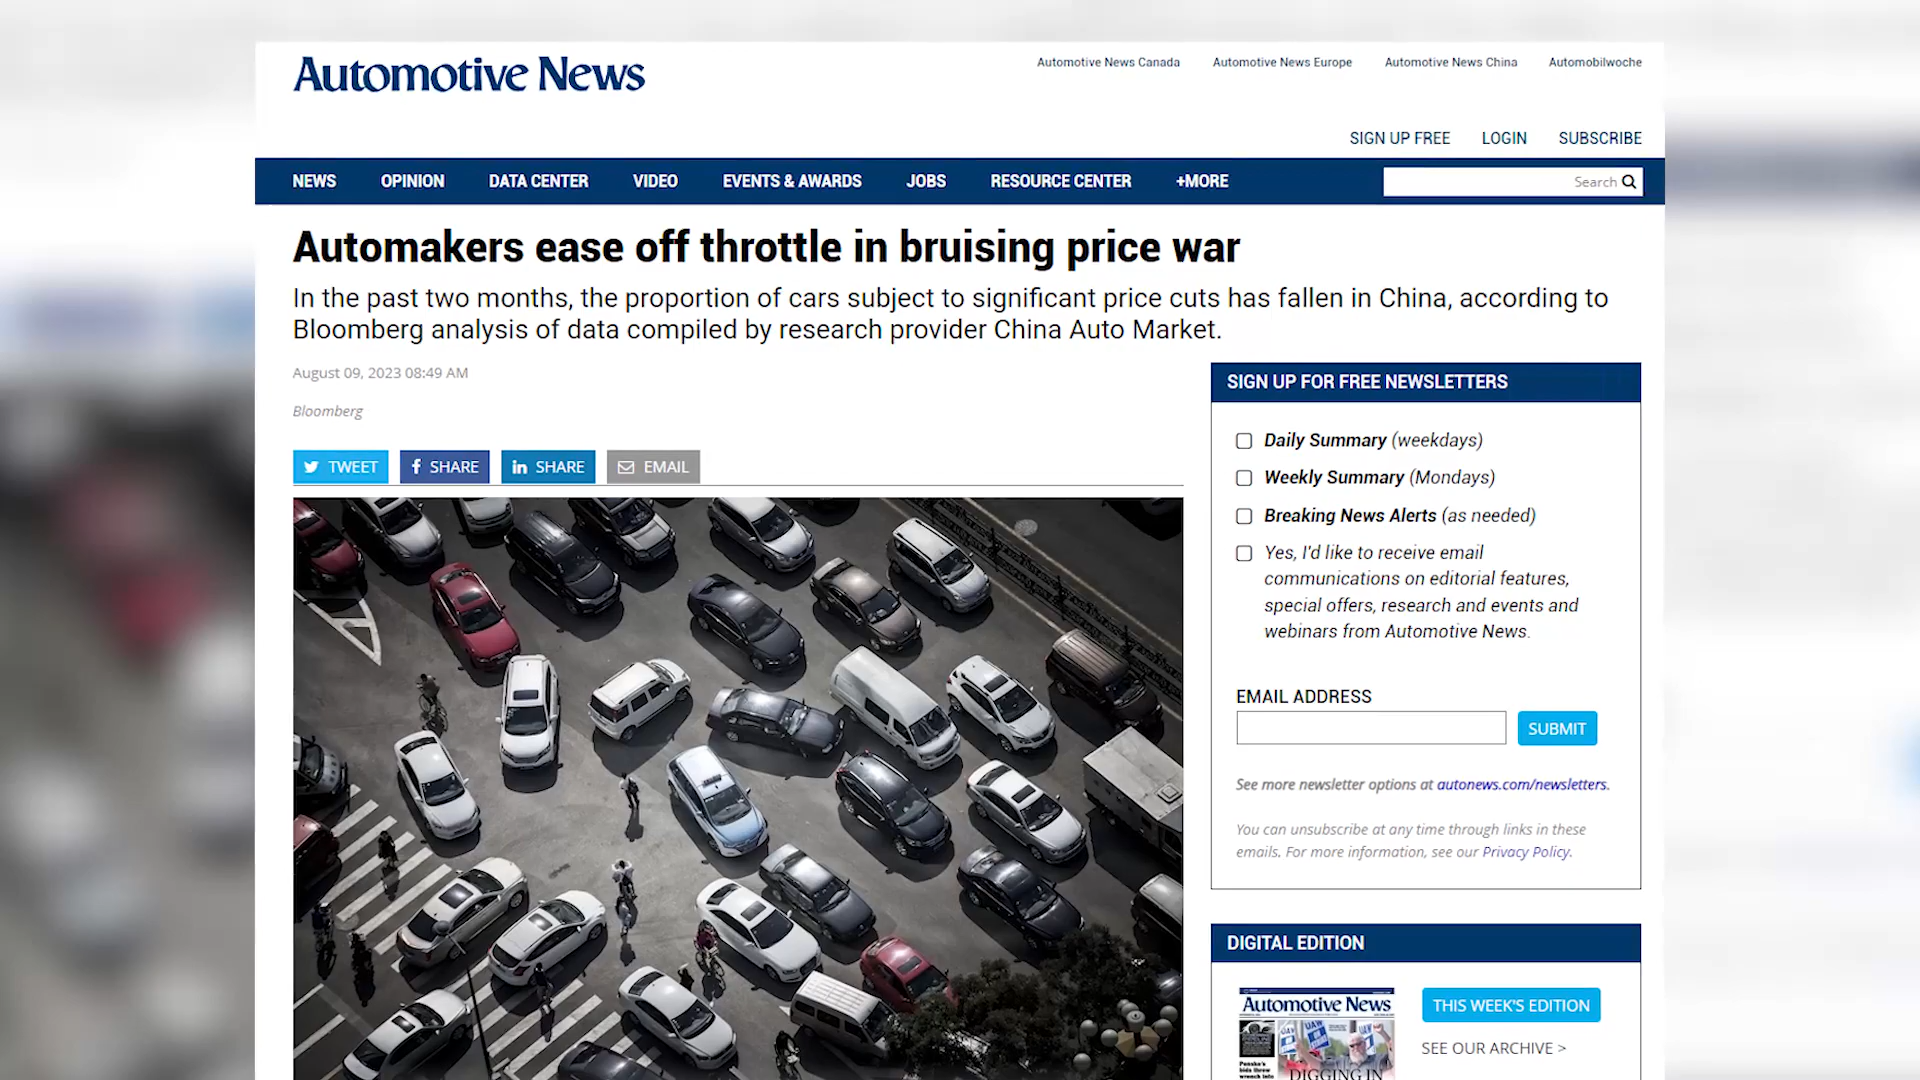 Automotive News
Automotive News Canada
Automotive News Europe
Automotive News China
Automobilwoche
SIGN UP FREE
LOGIN
SUBSCRIBE
NEWS
OPINION
DATA CENTER
VIDEO
EVENTS & AWARDS
JOBS
RESOURCE CENTER
+MORE
Search
Automakers ease off throttle in bruising price war
In the past two months, the proportion of cars subject to significant price cuts has fallen in China, according to
Bloomberg analysis of data compiled by research provider China Auto Market.
August 09, 2023 08:49 AM
Bloomberg
TWEET
SHARE
SHARE
EMAIL
SIGN UP FOR FREE NEWSLETTERS
Daily Summary (weekdays)
Weekly Summary (Mondays)
Breaking News Alerts (as needed)
Yes, I'd like to receive email
communications on editorial features,
special offers, research and events and
webinars from Automotive News.
EMAIL ADDRESS
SUBMIT
See more newsletter options at autonews.com/newsletters.
You can unsubscribe at any time through links in these
emails. For more information, see our Privacy Policy.
DIGITAL EDITION
Automotive News
DIGGING IN
THIS WEEK'S EDITION
SEE OUR ARCHIVE >